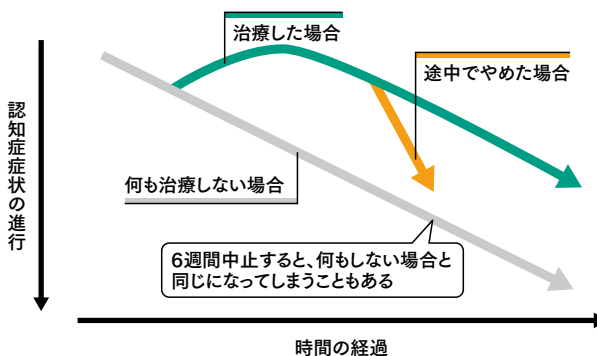 治療した場合
途中でやめた場合
認知症症状の進行
何も治療しない場合
6週間中止すると、何もしない場合と
同じになってしまうこともある
時間の経過